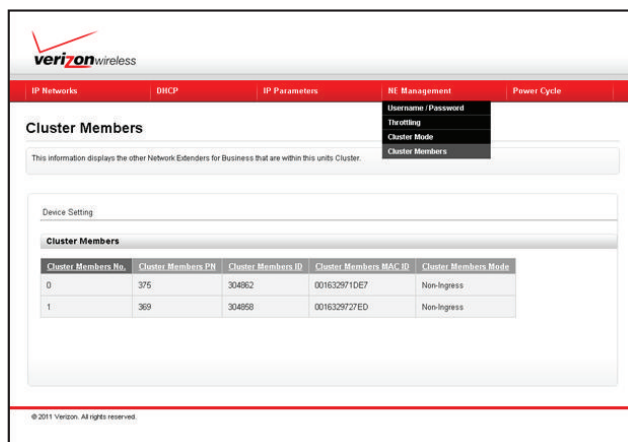 verizonwireless
IP Networks DHCP IP Parameters NE Management Power Cycle
Username / Password
Throttling
Cluster Mode
Cluster Members
Cluster Members
This information displays the other Network Extenders for Business that are within this units Cluster.
Device Setting
Cluster Members
Cluster Members No. Cluster Members PN Cluster Members ID Cluster Members MAC ID Cluster Members Mode
0 375 304862 001632971DE7 Non-Ingress
1 369 304858 0016329727ED Non-Ingress
© 2011 Verizon. All rights reserved.